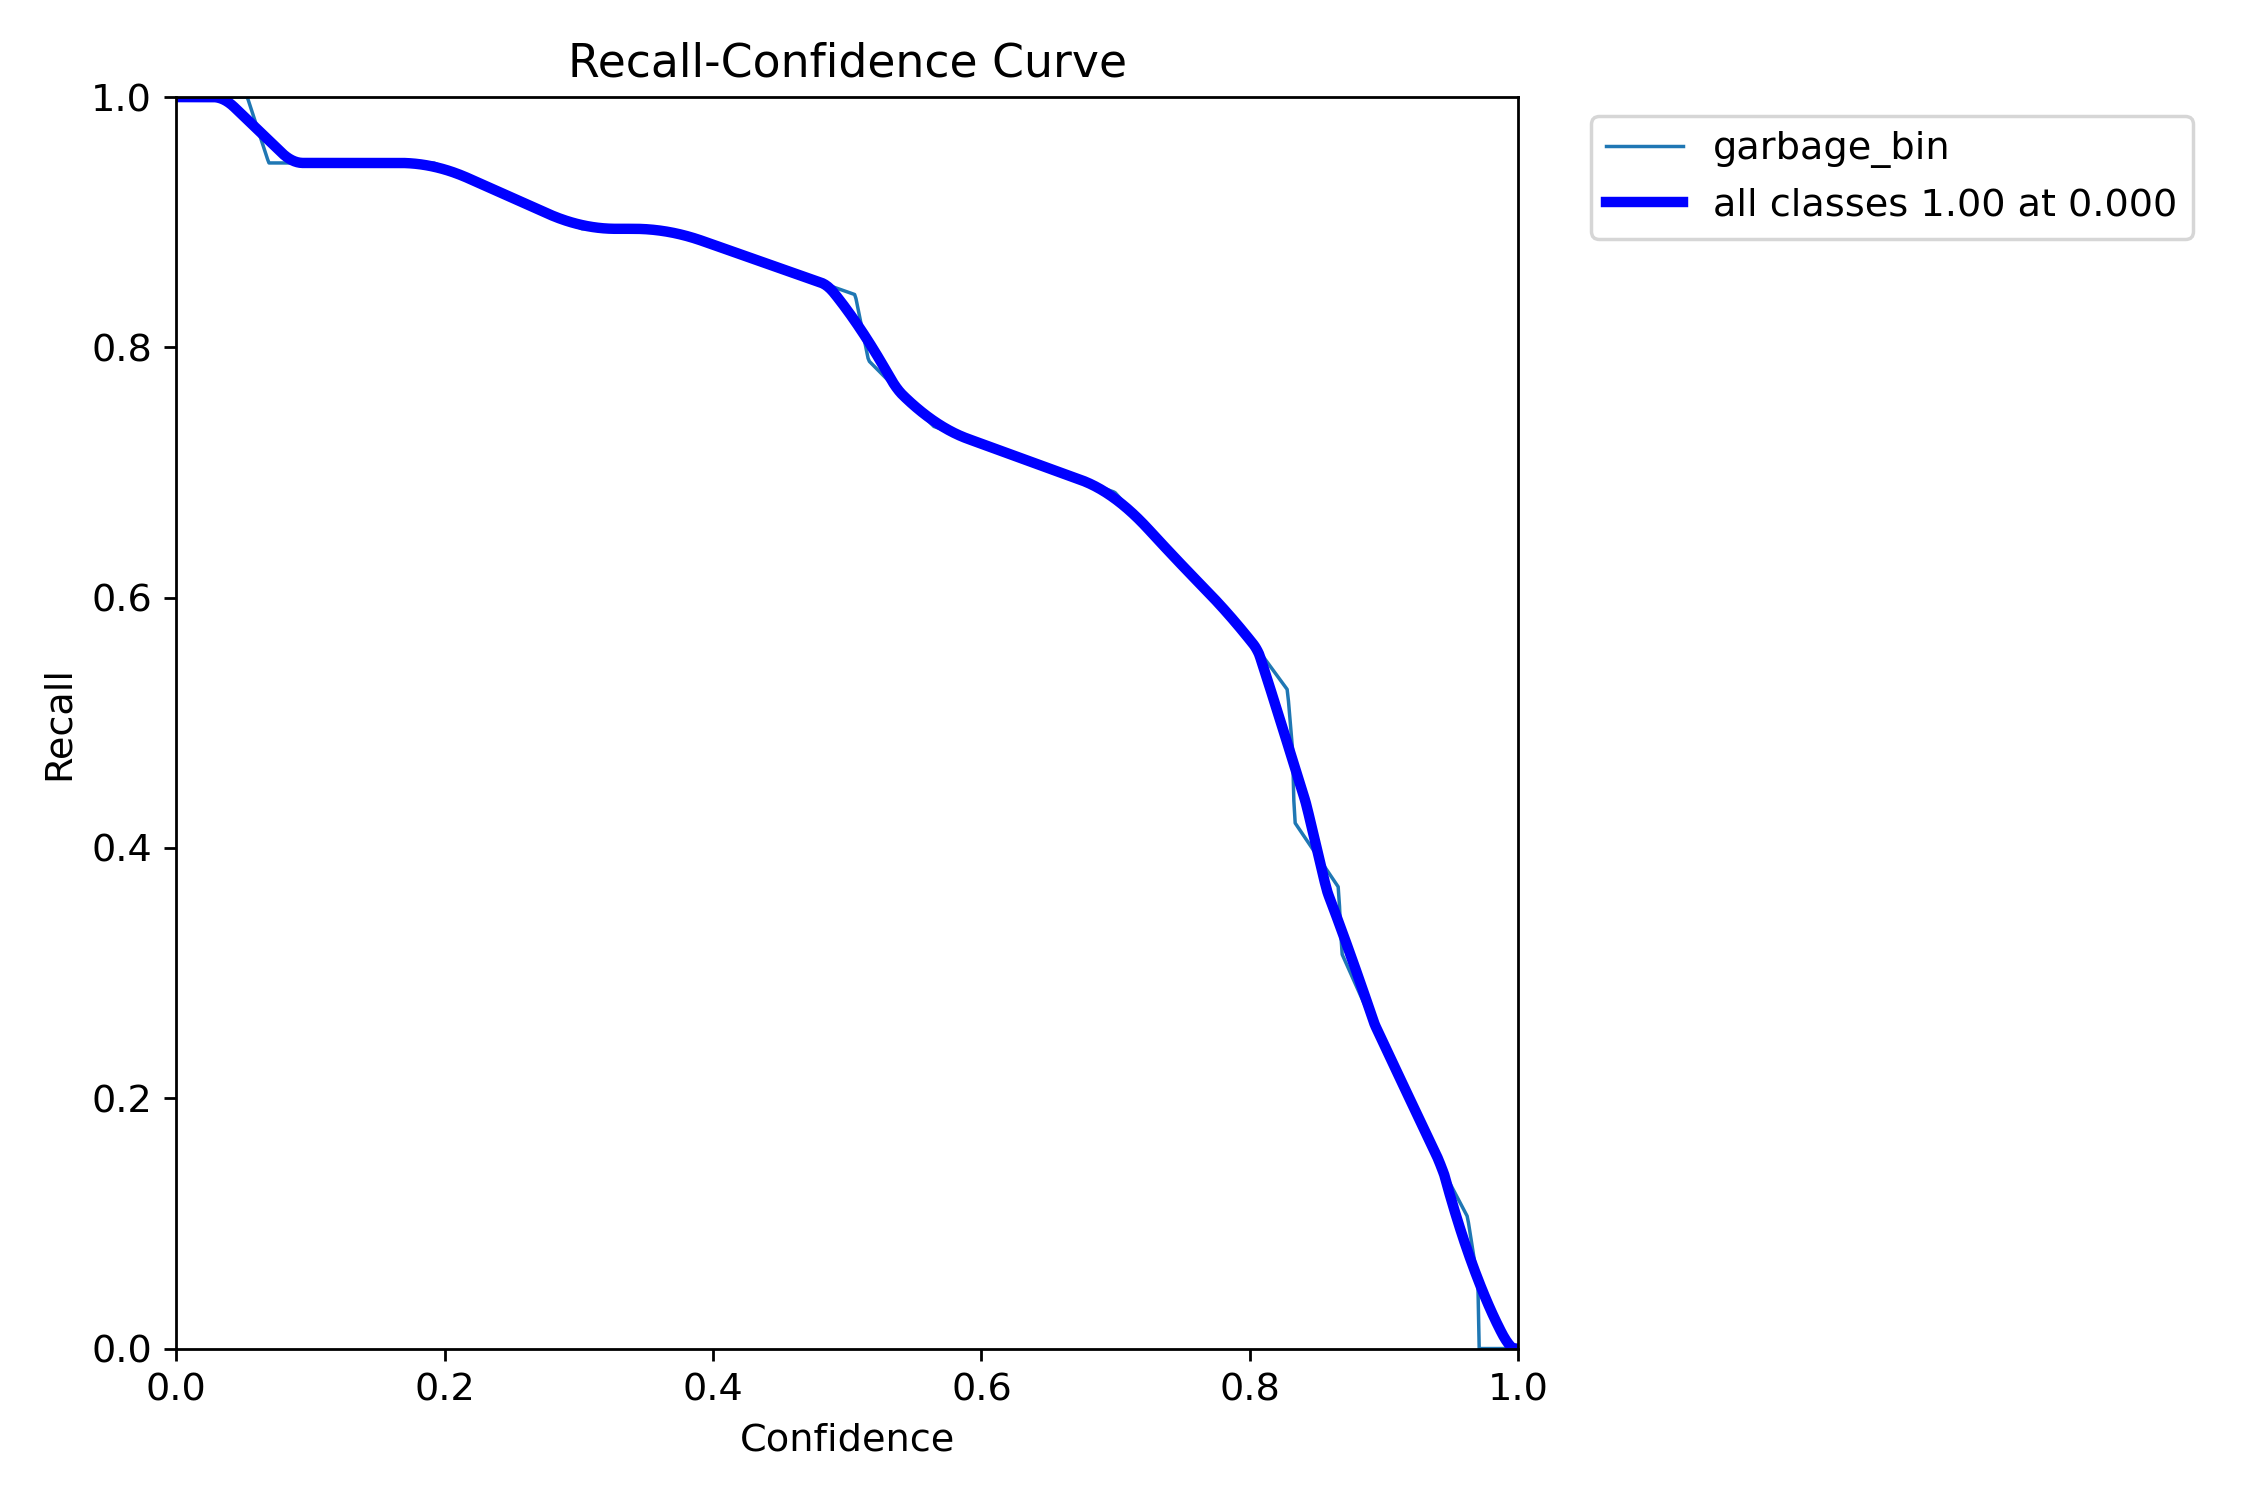 Recall-Confidence Curve
garbage_bin
all classes 1.00 at 0.000
1.0
0.8
0.6
0.4
0.2
0.0
Recall
0.0 0.2 0.4 0.6 0.8 1.0
Confidence